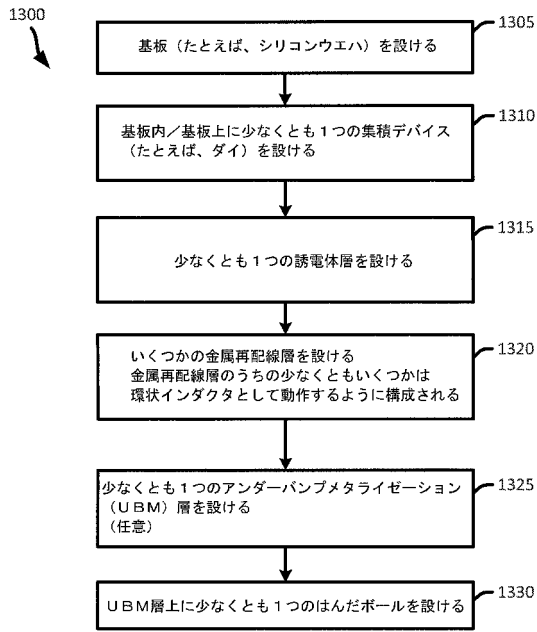 1300
1305
基板（たとえば、シリコンウエハ）を設ける
1310
基板内／基板上に少なくとも１つの集積デバイス
（たとえば、ダイ）を設ける
1315
少なくとも１つの誘電体層を設ける
1320
いくつかの金属再配線層を設ける
金属再配線層のうちの少なくともいくつかは
環状インダクタとして動作するように構成される
1325
少なくとも１つのアンダーバンプメタライゼーション
（ＵＢＭ）層を設ける
（任意）
1330
ＵＢＭ層上に少なくとも１つのはんだボールを設ける